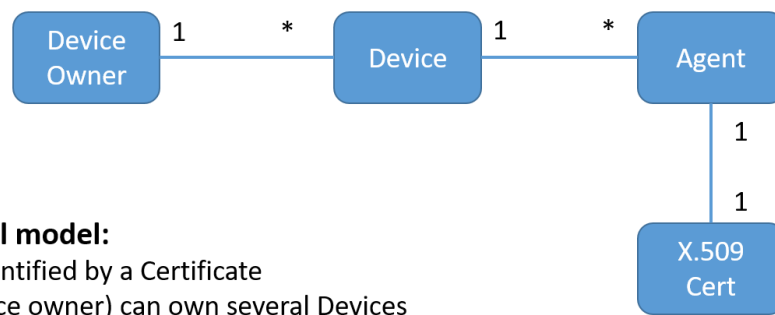 Device
Owner
1
*
Device
1
*
Agent
1
1
X.509
Cert
l model:
ntified by a Certificate
ce owner) can own several Devices